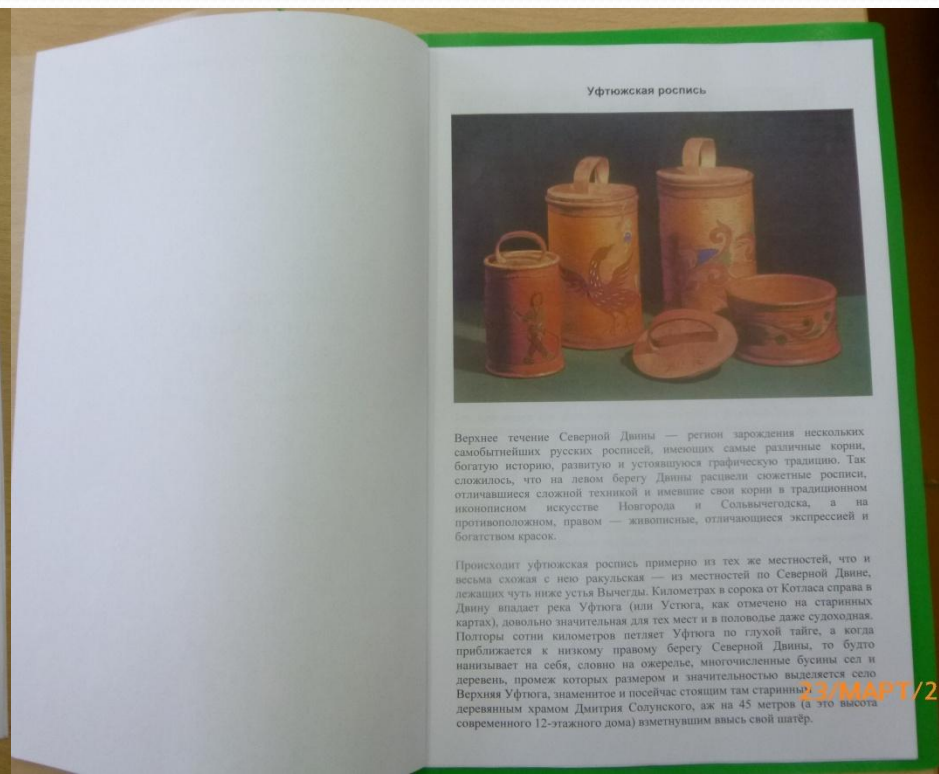 Уфтюжская роспись
Верхнее течение Северной Двины — регион зарождения нескольких
самобытнейших русских росписей, имеющих самые различные корни,
богатую историю, развитую и устоявшуюся графическую традицию. Так
сложилось, что на левом берегу Двины расцвели сюжетные росписи,
отличавшиеся сложной техникой и имевшие свои корни в традиционном
иконописном искусстве Новгорода и Сольвычегодска, а на
противоположном, правом — живописные, отличающиеся экспрессией и
богатством красок.
Происходит уфтюжская роспись примерно из тех же местностей, что и
весьма схожая с нею ракульская — из местностей по Северной Двине,
лежащих чуть ниже устья Вычегды. Километрах в сорока от Котласа справа в
Двину впадает река Уфтюга (или Устюга, как отмечено на старинных
картах), довольно значительная для тех мест и в половодье даже судоходная.
Полторы сотни километров петляет Уфтюга по глухой тайге, а когда
приближается к низкому правому берегу Северной Двины, то будто
нанизывает на себя, словно на ожерелье, многочисленные бусины сел и
деревень, промеж которых размером и значительностью выделяется село
Верхняя Уфтюга, знаменитое и посейчас стоящим там старинным
деревянным храмом Дмитрия Солунского, аж на 45 метров (а это высота
современного 12-этажного дома) взметнувшим ввысь свой шатёр.
23/МАРТ/2